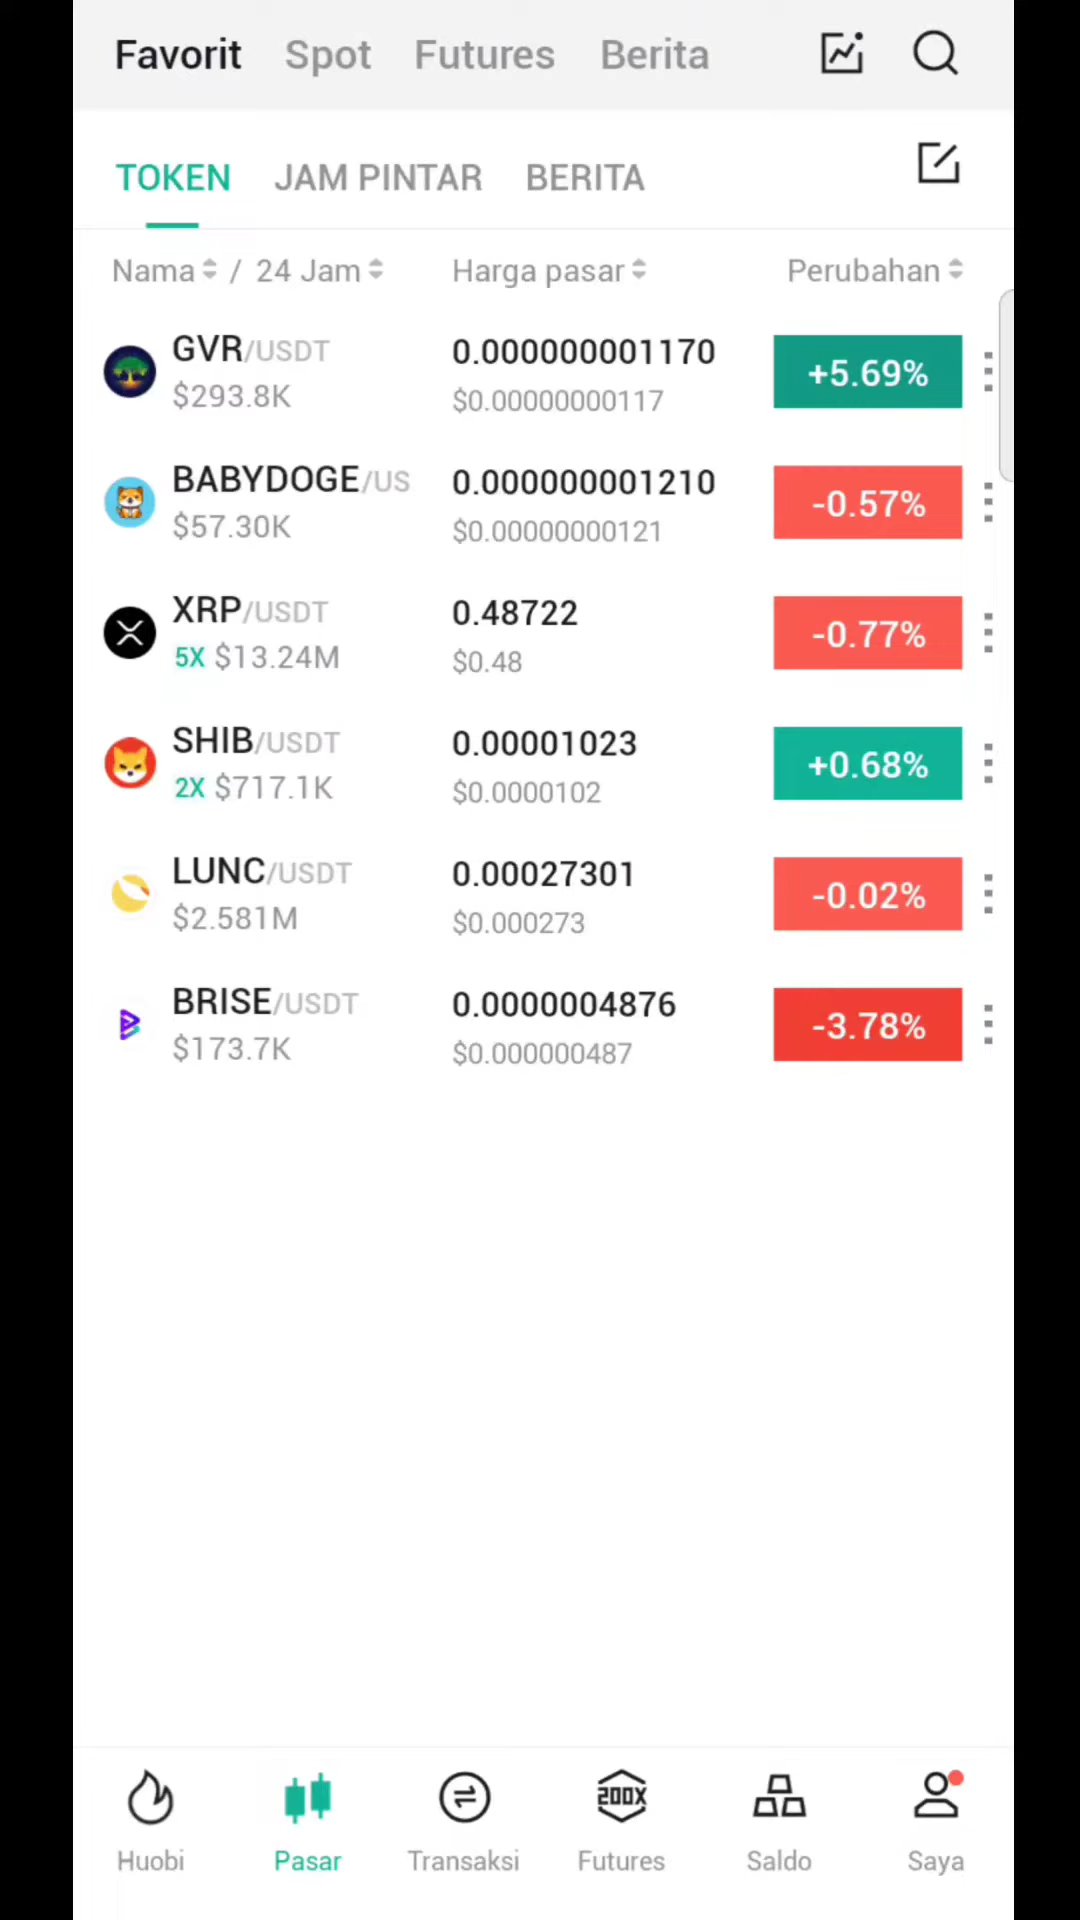 Favorit Spot Futures Berita
TOKEN JAM PINTAR BERITA
Nama / 24 Jam Harga pasar Perubahan
GVR/USDT 0.000000001170 +5.69%
$293.8K $0.00000000117
BABYDOGE/US 0.000000001210 -0.57%
$57.30K $0.00000000121
XRP/USDT 0.48722 -0.77%
5X $13.24M $0.48
SHIB/USDT 0.00001023 +0.68%
2X $717.1K $0.0000102
LUNC/USDT 0.00027301 -0.02%
$2.581M $0.000273
BRISE/USDT 0.0000004876 -3.78%
$173.7K $0.000000487
200X
Huobi Pasar Transaksi Futures Saldo Saya